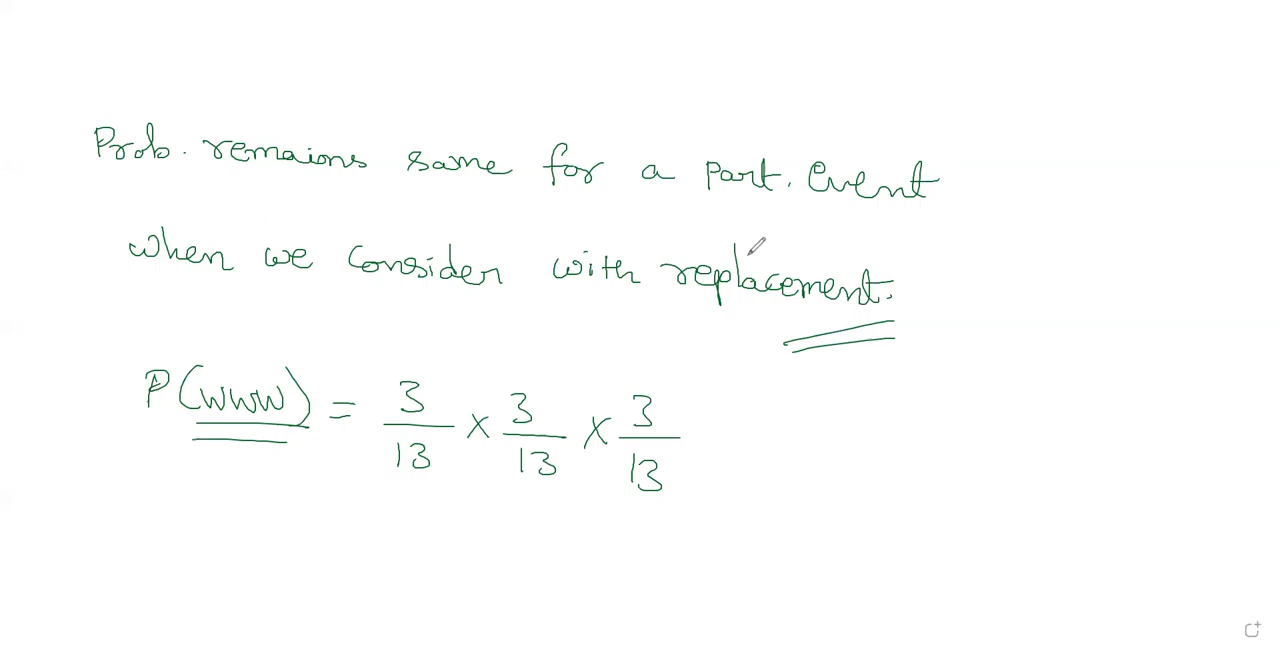 Prob. remains same for a part. event
when we consider with replacement.
P(WWW) = 3/13 × 3/13 × 3/13